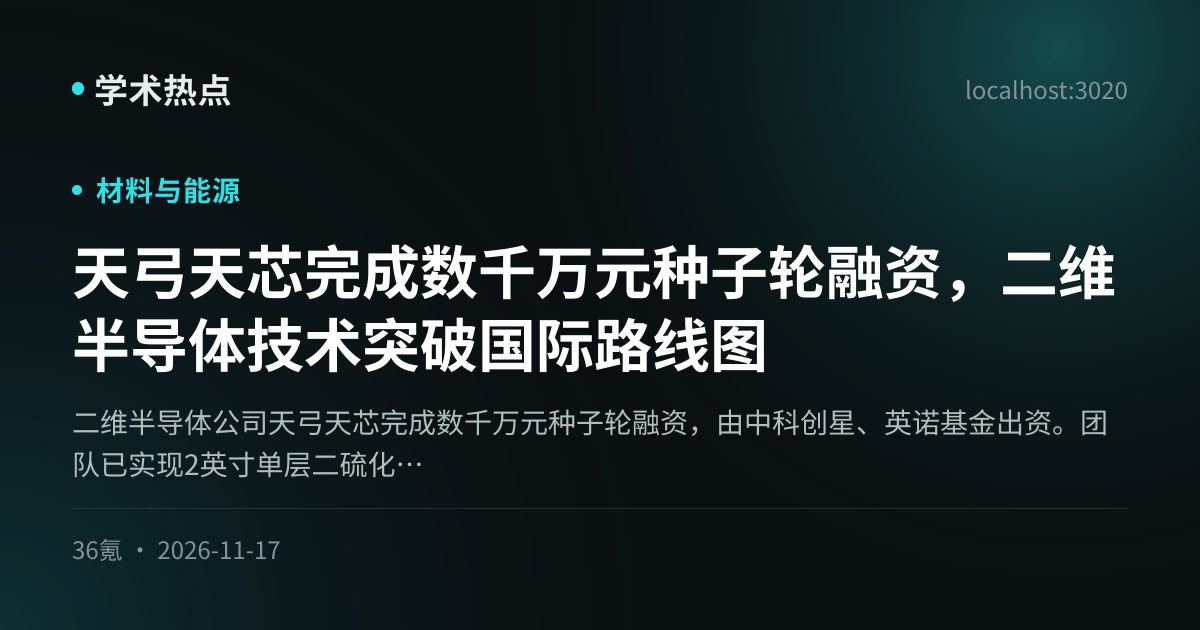 学术热点
localhost:3020
材料与能源
天弓天芯完成数千万元种子轮融资，二维
半导体技术突破国际路线图
二维半导体公司天弓天芯完成数千万元种子轮融资，由中科创星、英诺基金出资。团
队已实现2英寸单层二硫化…
36氪 · 2026-11-17